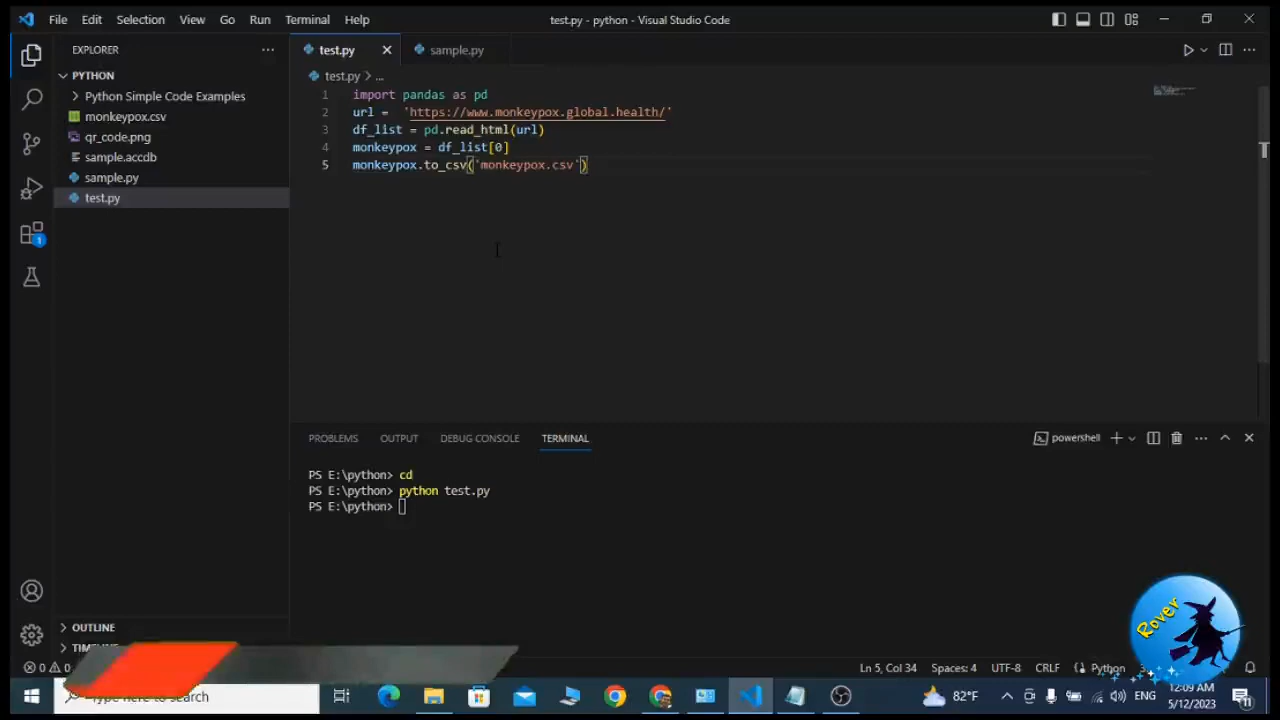 File Edit Selection View Go Run Terminal Help
test.py - python - Visual Studio Code
EXPLORER
PYTHON
Python Simple Code Examples
monkeypox.csv
qr_code.png
sample.accdb
sample.py
test.py
1
test.py
sample.py
test.py > ...
1 import pandas as pd
2 url = 'https://www.monkeypox.global.health/'
3 df_list = pd.read_html(url)
4 monkeypox = df_list[0]
5 monkeypox.to_csv('monkeypox.csv')
PROBLEMS OUTPUT DEBUG CONSOLE TERMINAL
powershell
PS E:\python> cd
PS E:\python> python test.py
PS E:\python>
OUTLINE
Rover
0 0
Ln 5, Col 34 Spaces: 4 UTF-8 CRLF Python
to search
82°F
ENG
12:09 AM
5/12/2023
11